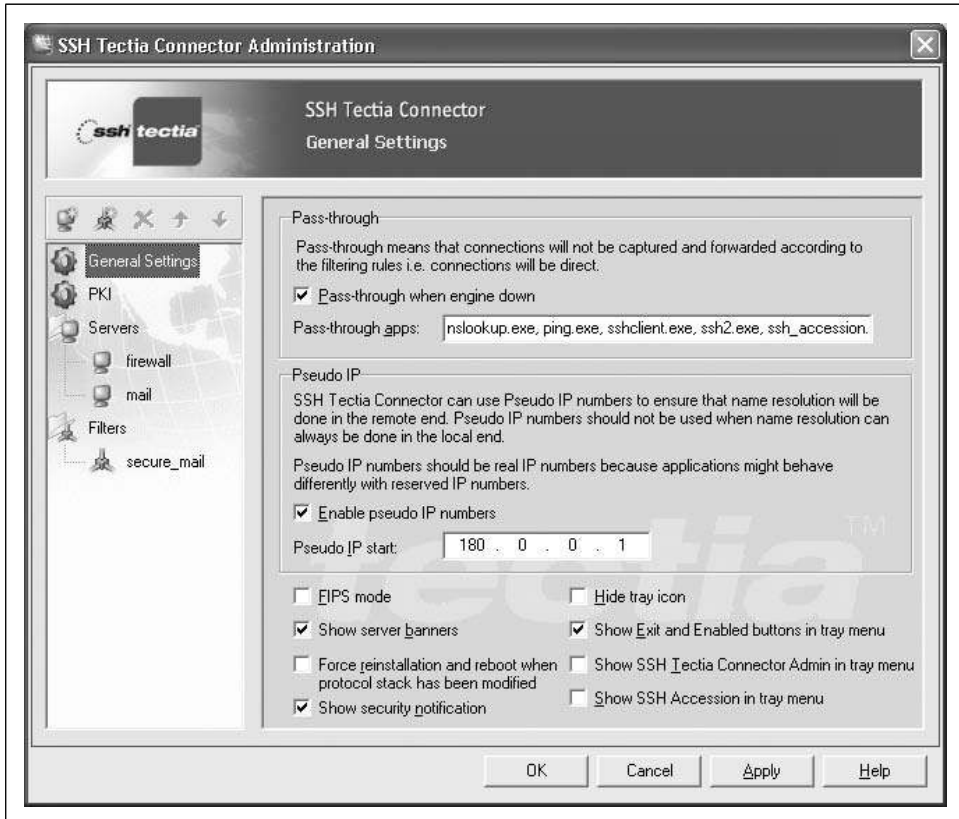 SSH Tectia Connector Administration
ssh tectia
SSH Tectia Connector
General Settings
General Settings
PKI
Servers
firewall
mail
Filters
secure_mail
Pass-through
Pass-through means that connections will not be captured and forwarded according to
the filtering rules i.e. connections will be direct.
Pass-through when engine down
Pass-through apps: nslookup.exe, ping.exe, sshclient.exe, ssh2.exe, ssh_accession.
Pseudo IP
SSH Tectia Connector can use Pseudo IP numbers to ensure that name resolution will be
done in the remote end. Pseudo IP numbers should not be used when name resolution can
always be done in the local end.
Pseudo IP numbers should be real IP numbers because applications might behave
differently with reserved IP numbers.
Enable pseudo IP numbers
Pseudo IP start: 180 . 0 . 0 . 1
tectia TM
FIPS mode
Hide tray icon
Show server banners
Show Exit and Enabled buttons in tray menu
Force reinstallation and reboot when
protocol stack has been modified
Show SSH Tectia Connector Admin in tray menu
Show security notification
Show SSH Accession in tray menu
OK Cancel Apply Help